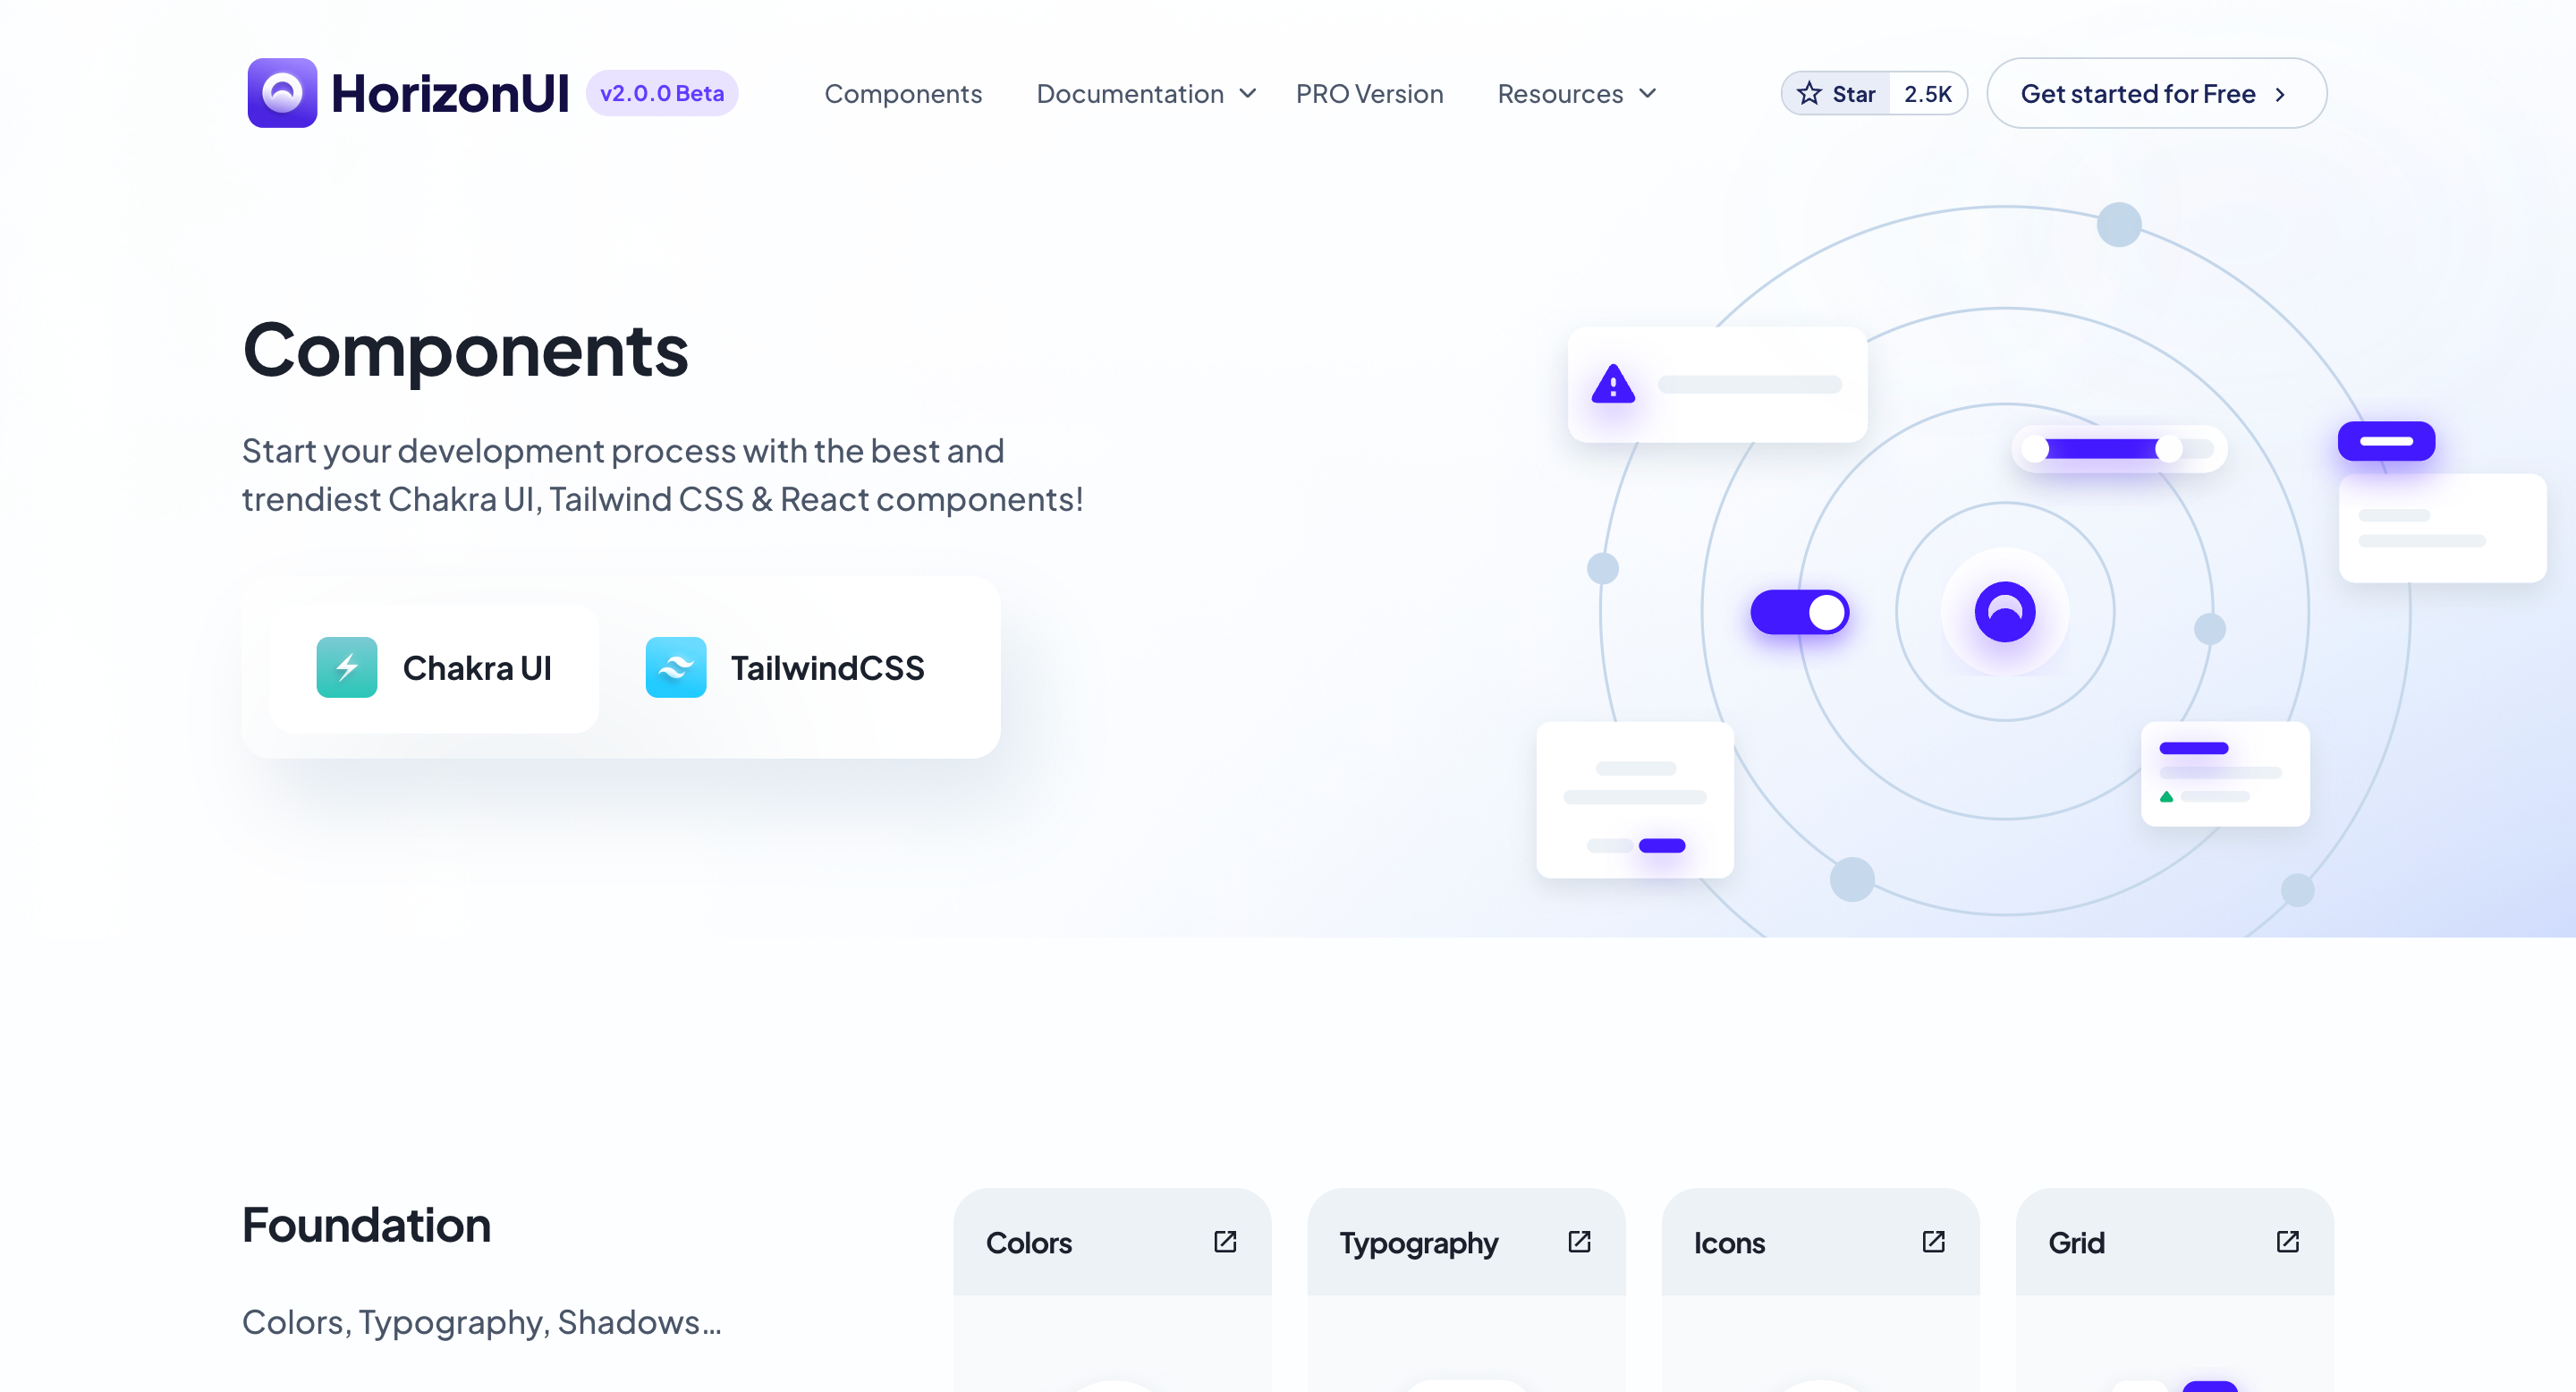 HorizonUI
v2.0.0 Beta
Components
Documentation
PRO Version
Resources
Star
2.5K
Get started for Free
Components
Start your development process with the best and
trendiest Chakra UI, Tailwind CSS & React components!
Chakra UI
TailwindCSS
Foundation
Colors, Typography, Shadows...
Colors
Typography
Icons
Grid